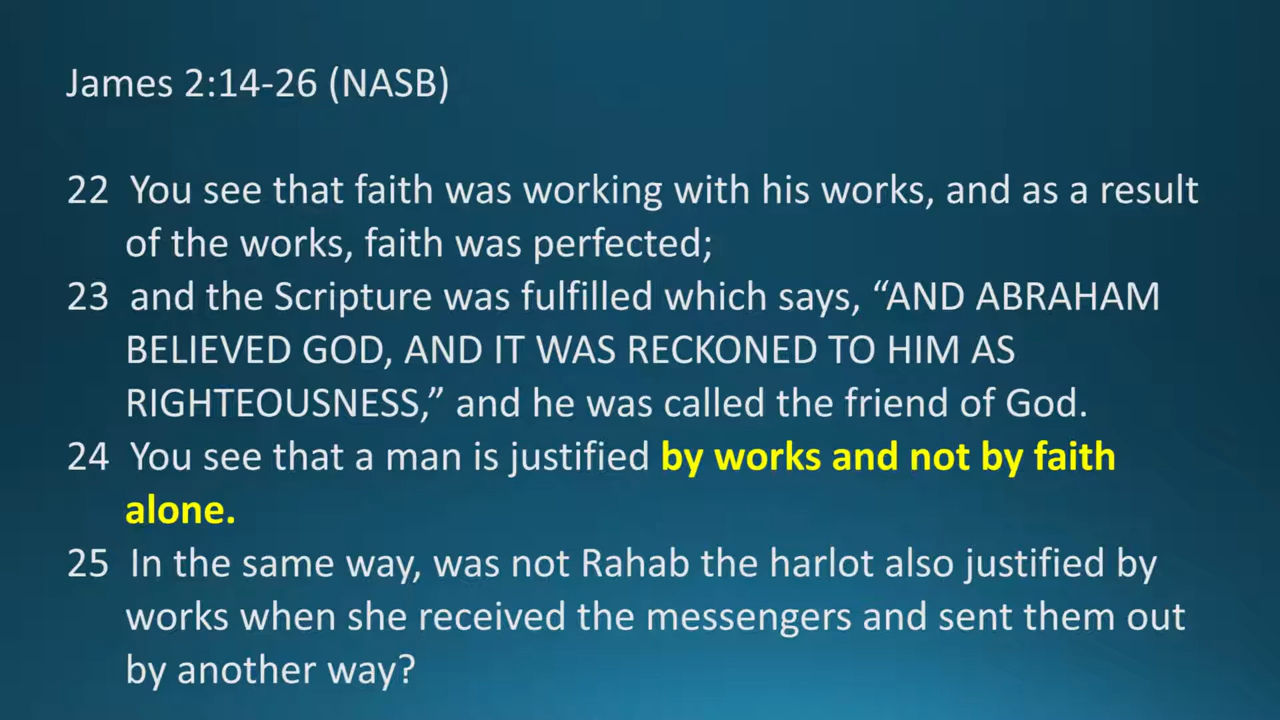 James 2:14-26 (NASB)
22 You see that faith was working with his works, and as a result
of the works, faith was perfected;
23 and the Scripture was fulfilled which says, “AND ABRAHAM
BELIEVED GOD, AND IT WAS RECKONED TO HIM AS
RIGHTEOUSNESS,” and he was called the friend of God.
24 You see that a man is justified by works and not by faith
alone.
25 In the same way, was not Rahab the harlot also justified by
works when she received the messengers and sent them out
by another way?